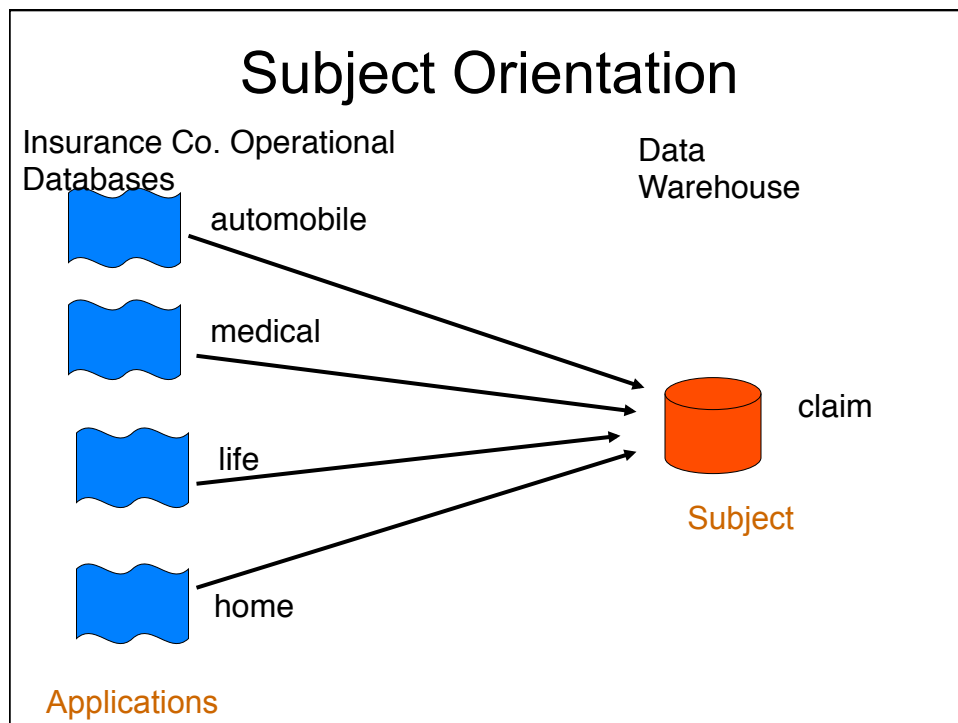 Subject Orientation
Insurance Co. Operational
Databases
Data
Warehouse
automobile
medical
claim
life
Subject
home
Applications